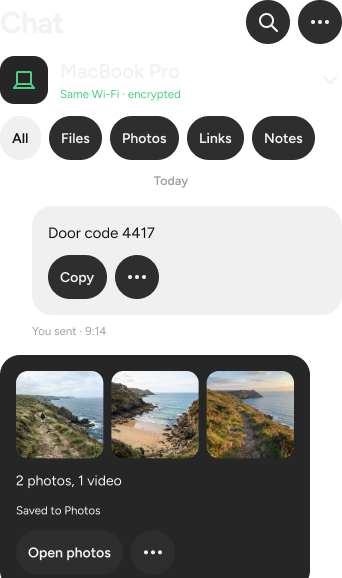 Chat
MacBook Pro
Same Wi-Fi · encrypted
All Files Photos Links Notes
Today
Door code 4417
Copy
You sent · 9:14
2 photos, 1 video
Saved to Photos
Open photos